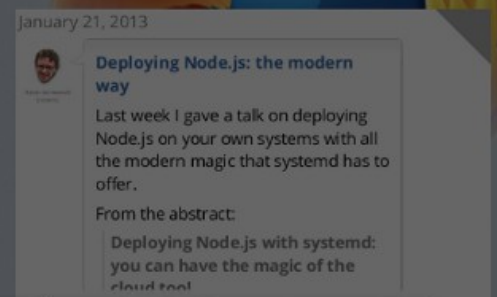 January 21, 2013
Deploying Node.js: the modern
way
Last week I gave a talk on deploying
Node.js on your own systems with all
the modern magic that systemd has to
offer.
From the abstract:
Deploying Node.js with systemd:
you can have the magic of the
cloud too!